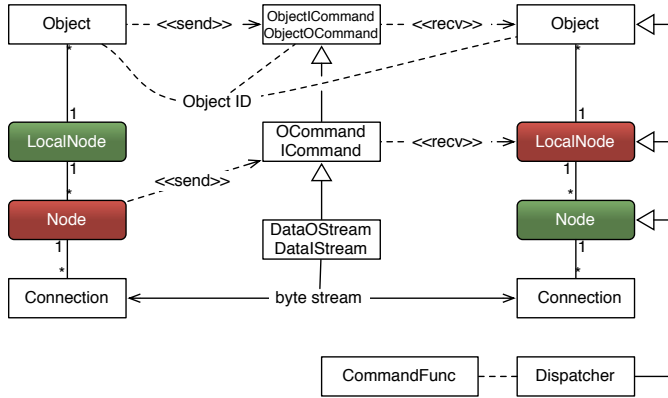 Object
<<send>>
ObjectICommand
ObjectOCommand
<<recv>>
Object
*
*
Object ID
1
1
LocalNode
OCommand
ICommand
<<recv>>
LocalNode
1
1
*
<<send>>
*
Node
Node
1
DataOStream
DataIStream
1
*
*
Connection
byte stream
Connection
CommandFunc
Dispatcher